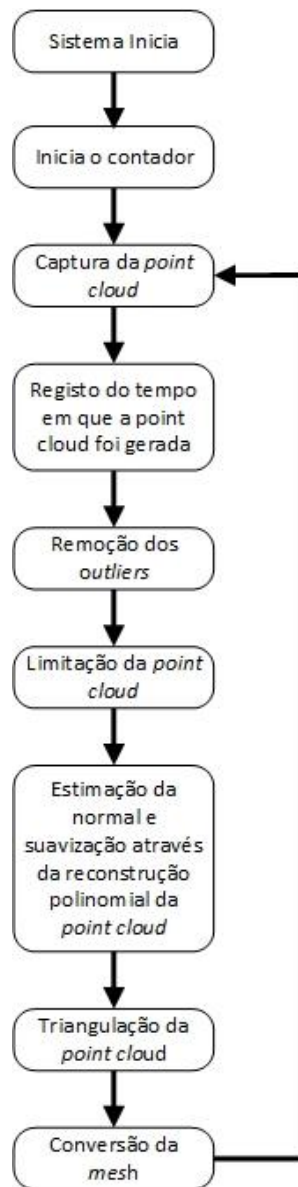 Sistema Inicia
Inicia o contador
Captura da point
cloud
Registo do tempo
em que a point
cloud foi gerada
Remoção dos
outliers
Limitação da point
cloud
Estimação da
normal e
suavização através
da reconstrução
polinomial da
point cloud
Triangulação da
point cloud
Conversão da
mesh